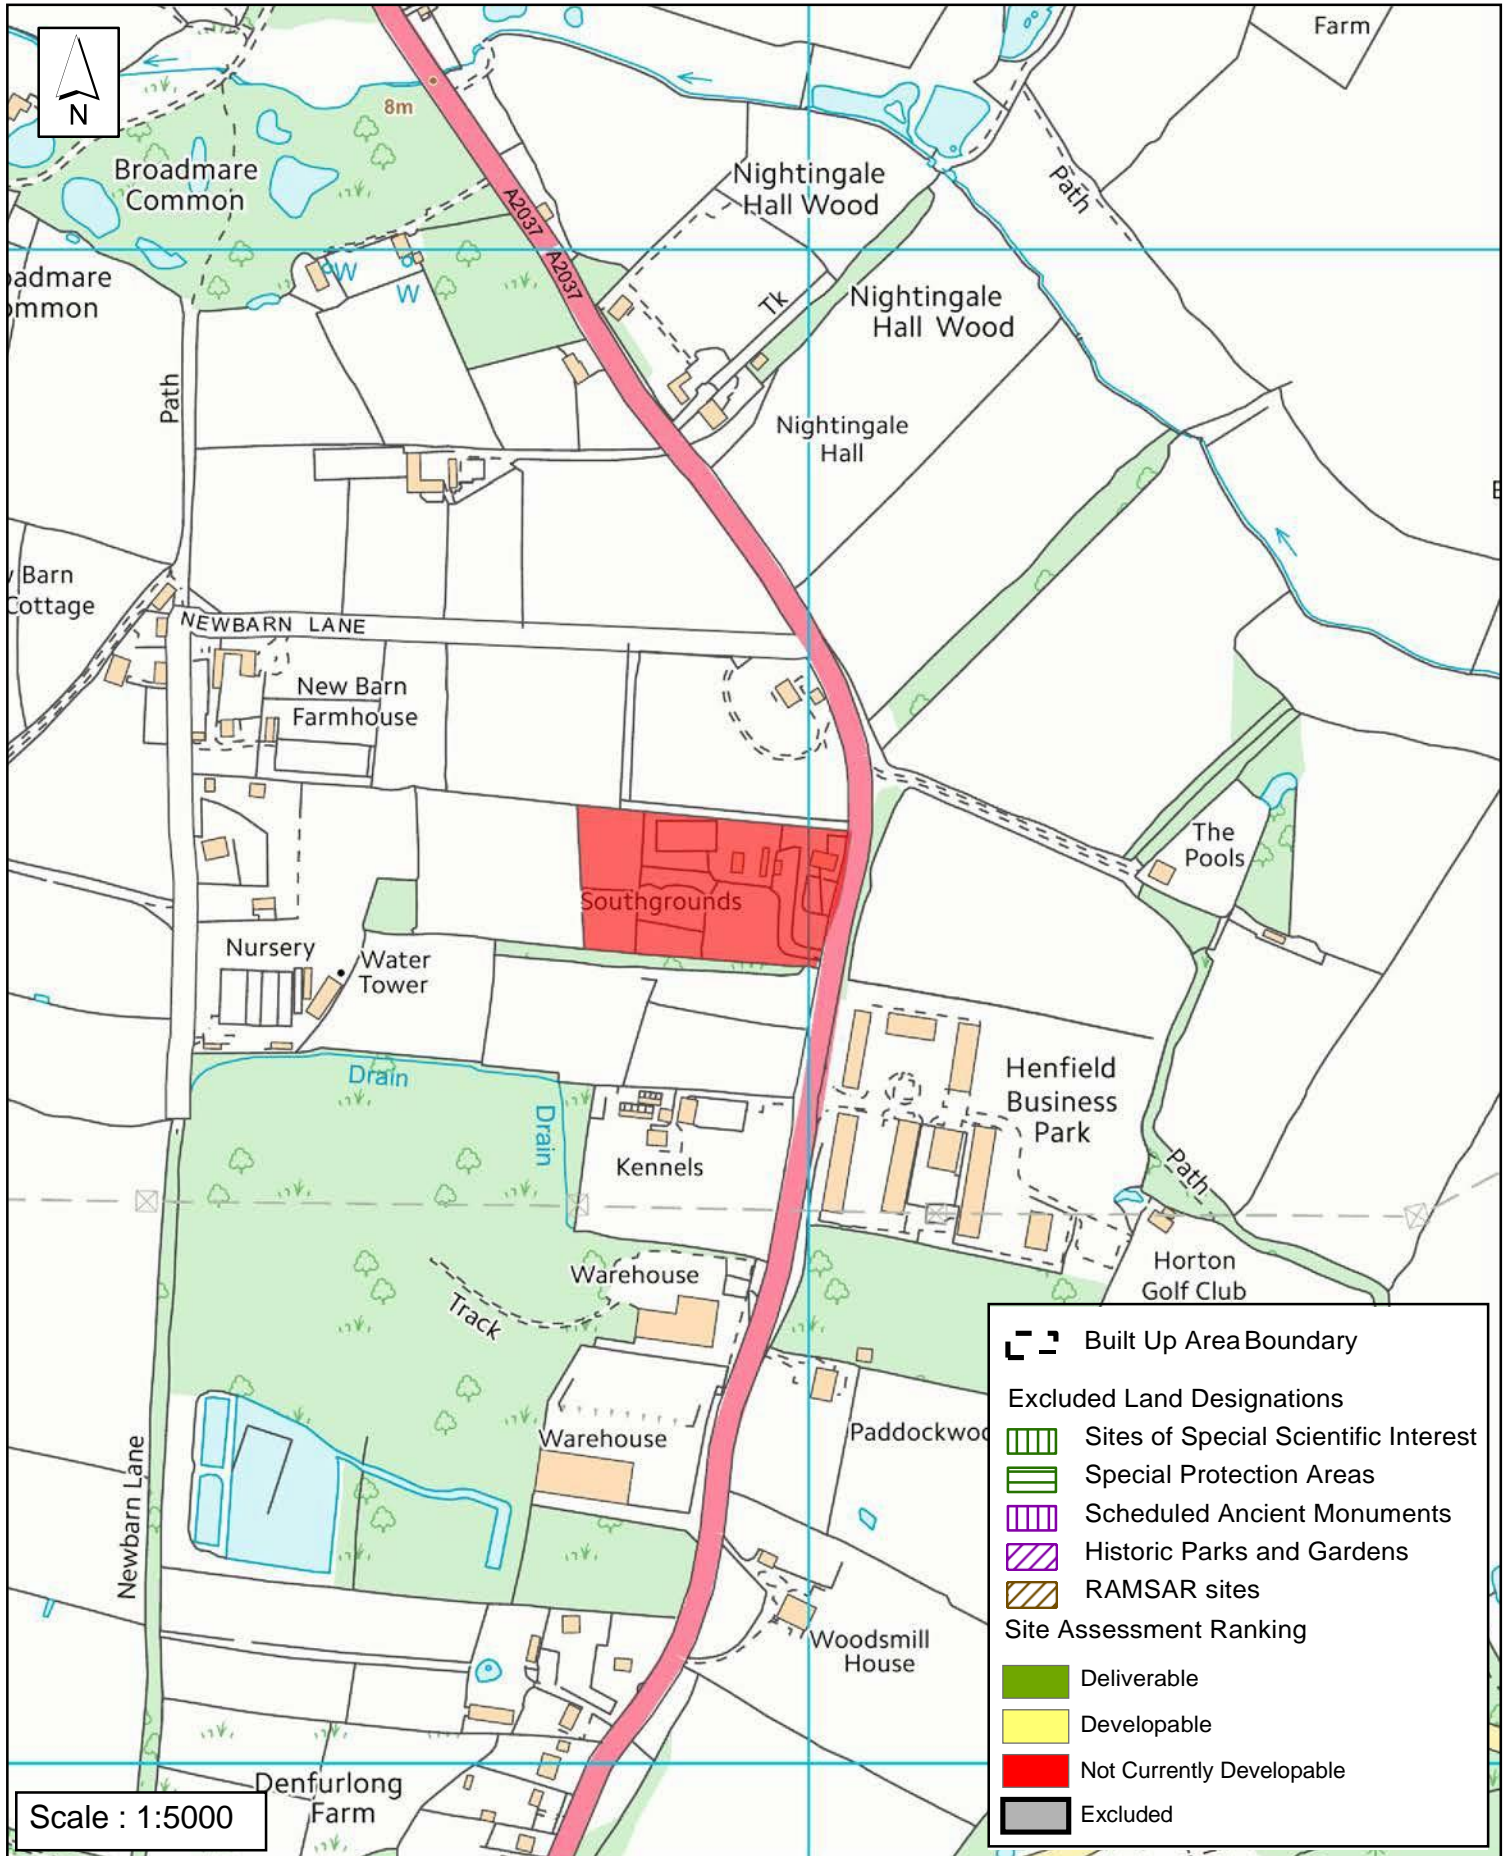 Farm
N
8m
Broadmare
Common
Nightingale
Hall Wood
Path
A2037
A2037
W
W
Tk
Nightingale
Hall Wood
Path
Nightingale
Hall
Barn
Cottage
NEWBARN LANE
New Barn
Farmhouse
The
Pools
Southgrounds
Nursery
Water
Tower
Drain
Drain
Henfield
Business
Park
Kennels
Path
Warehouse
Horton
Golf Club
Track
Warehouse
Newbarn Lane
Woodsmill
House
Denfurlong
Farm
Scale : 1:5000
Built Up Area Boundary
Excluded Land Designations
Sites of Special Scientific Interest
Special Protection Areas
Scheduled Ancient Monuments
Historic Parks and Gardens
RAMSAR sites
Site Assessment Ranking
Deliverable
Developable
Not Currently Developable
Excluded